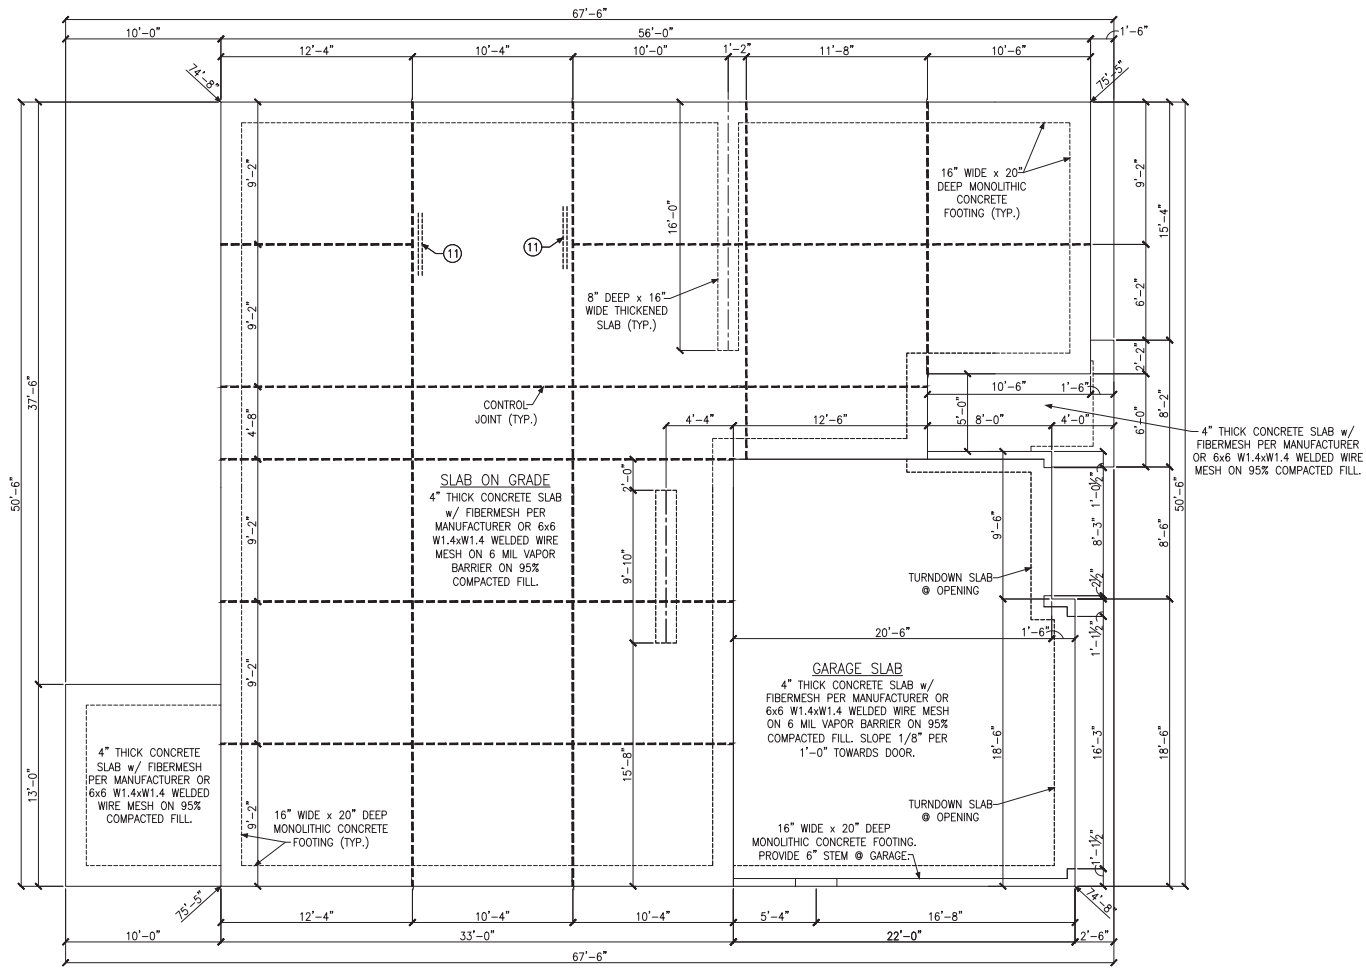 67'-6"
10'-0"
56'-0"
1'-6"
12'-4"
10'-4"
10'-0"
1'-2"
11'-8"
10'-6"
74'-8"
75'-5"
9'-2"
9'-2"
4'-8"
9'-2"
9'-2"
9'-2"
37'-6"
50'-6"
13'-0"
16'-0"
11
11
16" WIDE x 20"
DEEP MONOLITHIC
CONCRETE
FOOTING (TYP.)
8" DEEP x 16"
WIDE THICKENED
SLAB (TYP.)
9'-2"
15'-4"
6'-2"
2'-2"
10'-6"
1'-6"
5'-0"
6'-0"
8'-2"
CONTROL
JOINT (TYP.)
4'-4"
12'-6"
8'-0"
4'-0"
4" THICK CONCRETE SLAB w/
FIBERMESH PER MANUFACTURER
OR 6x6 W1.4xW1.4 WELDED WIRE
MESH ON 95% COMPACTED FILL.
SLAB ON GRADE
4" THICK CONCRETE SLAB
w/ FIBERMESH PER
MANUFACTURER OR 6x6
W1.4xW1.4 WELDED WIRE
MESH ON 6 MIL VAPOR
BARRIER ON 95%
COMPACTED FILL.
2'-0"
9'-10"
15'-8"
9'-6"
1'-0½"
8'-3"
50'-6"
8'-6"
TURNDOWN SLAB
@ OPENING
-2½"
20'-6"
1'-6"
1'-1½"
GARAGE SLAB
4" THICK CONCRETE SLAB w/
FIBERMESH PER MANUFACTURER OR
6x6 W1.4xW1.4 WELDED WIRE MESH
ON 6 MIL VAPOR BARRIER ON 95%
COMPACTED FILL. SLOPE 1/8" PER
1'-0" TOWARDS DOOR.
18'-6"
16'-3"
18'-6"
4" THICK CONCRETE
SLAB w/ FIBERMESH
PER MANUFACTURER OR
6x6 W1.4xW1.4 WELDED
WIRE MESH ON 95%
COMPACTED FILL.
16" WIDE x 20" DEEP
MONOLITHIC CONCRETE
FOOTING (TYP.)
TURNDOWN SLAB
@ OPENING
16" WIDE x 20" DEEP
MONOLITHIC CONCRETE FOOTING.
PROVIDE 6" STEM @ GARAGE.
1'-1½"
75'-5"
74'-8"
12'-4"
10'-4"
10'-4"
5'-4"
16'-8"
10'-0"
33'-0"
22'-0"
2'-6"
67'-6"